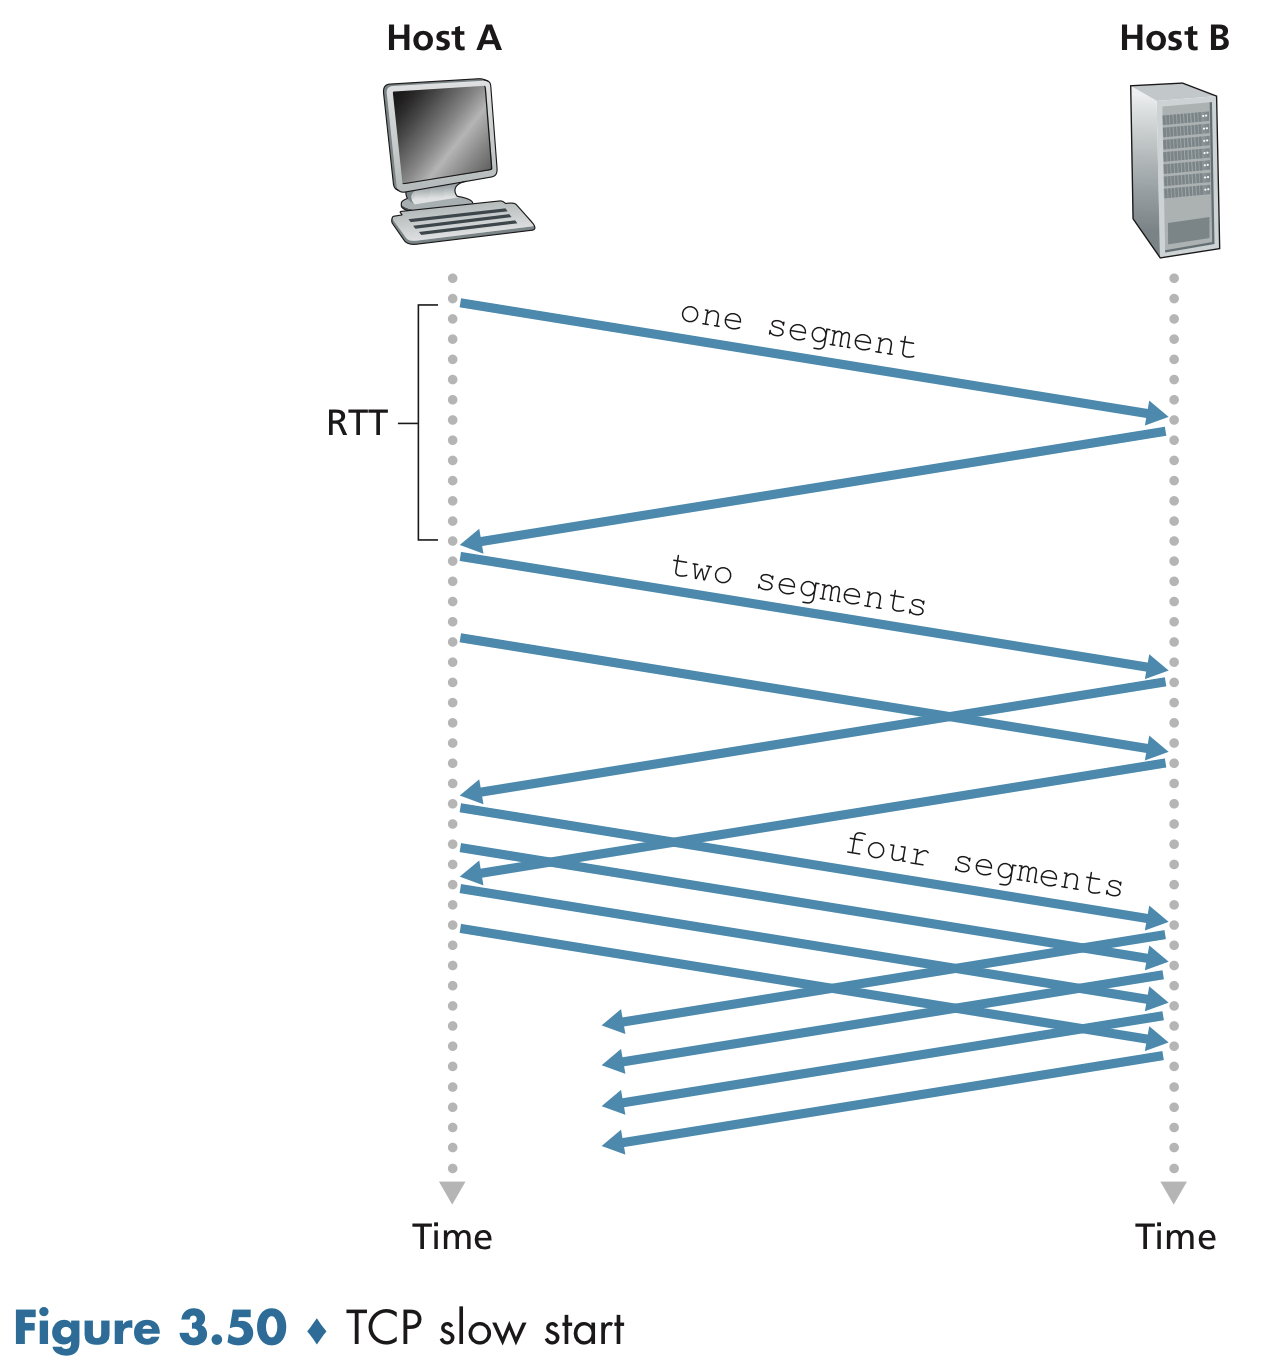 Host A
Host B
one segment
RTT
two segments
four segments
Time
Time
Figure 3.50 ♦ TCP slow start